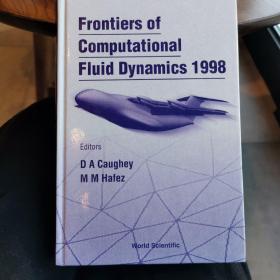 Frontiers of
Computational
Fluid Dynamics 1998
Editors
D A Caughey
M M Hafez
World Scientific